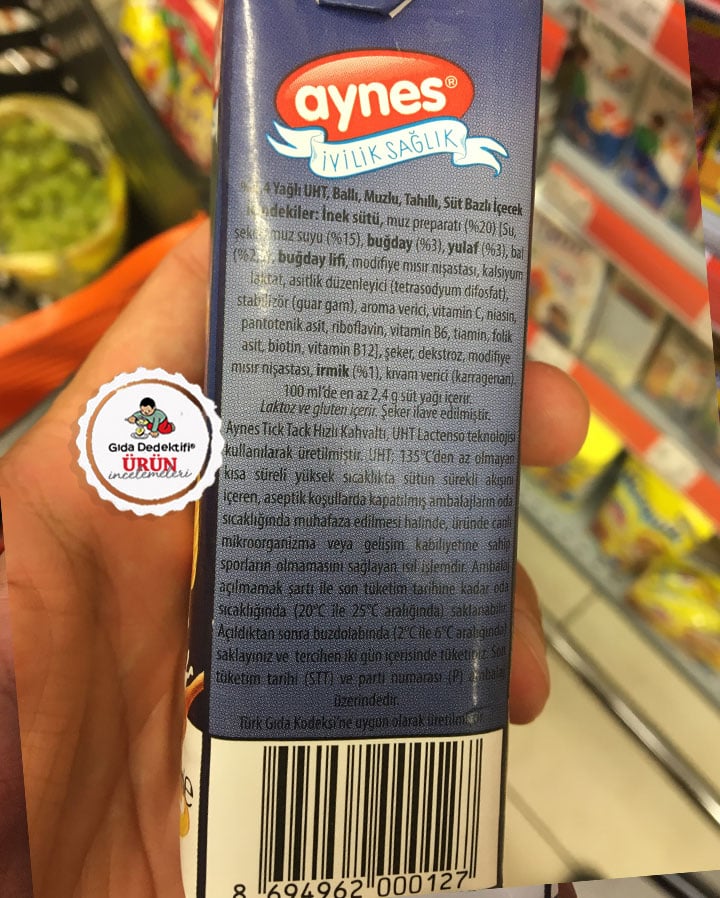 aynes®
İYİLİK SAĞLIK
Yağlı UHT, Ballı, Muzlu, Tahıllı, Süt Bazlı İçecek
İnek sütü, muz preparatı (%20) [Su,
muz suyu (%15), buğday (%3), yulaf (%3), bal
buğday lifi, modifiye mısır nişastası, kalsiyum
laktat, asitlik düzenleyici (tetrasodyum difosfat),
stabilizör (guar gam), aroma verici, vitamin C, niasin,
pantotenik asit, riboflavin, vitamin B6, tiamin, folik
asit, biotin, vitamin B12], şeker, dekstroz, modifiye
mısır nişastası, irmik (%1), kıvam verici (karragenan).
100 ml'de en az 2,4 g süt yağı içerir.
Laktoz ve gluten içerir. Şeker ilave edilmiştir.
Aynes Tick Tack Hızlı Kahvaltı, UHT Lactenso teknolojisi
kullanılarak üretilmiştir. UHT: 135°C'den az olmayan
kısa süreli yüksek sıcaklıkta sütün sürekli akışını
içeren, aseptik koşullarda kapatılmış ambalajların oda
sıcaklığında muhafaza edilmesi halinde, üründe canlı
mikroorganizma veya gelişim kabiliyetine sahip
sporların olmamasını sağlayan ısıl işlemdir. Ambalaj
açılmamak şartı ile son tüketim tarihine kadar oda
sıcaklığında (20°C ile 25°C aralığında) saklanabilir.
Açıldıktan sonra buzdolabında (2°C ile 6°C aralığında)
saklayınız ve tercihen iki gün içerisinde tüketiniz. Son
tüketim tarihi (STT) ve parti numarası (P) ambalaj
üzerindedir.
Türk Gıda Kodeksi'ne uygun olarak üretilmiştir.
8 694962 000127
Gıda Dedektifi®
ÜRÜN
incelemeleri